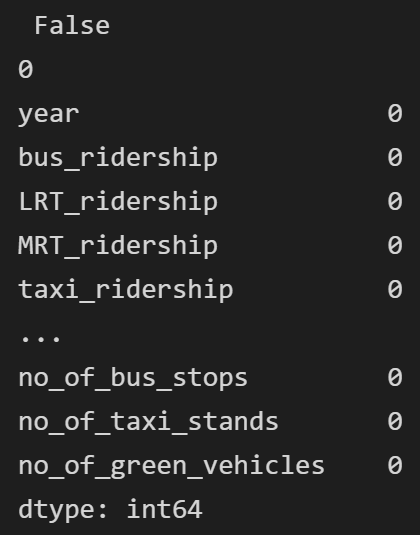 False
0
year 0
bus_ridership 0
LRT_ridership 0
MRT_ridership 0
taxi_ridership 0
...
no_of_bus_stops 0
no_of_taxi_stands 0
no_of_green_vehicles 0
dtype: int64